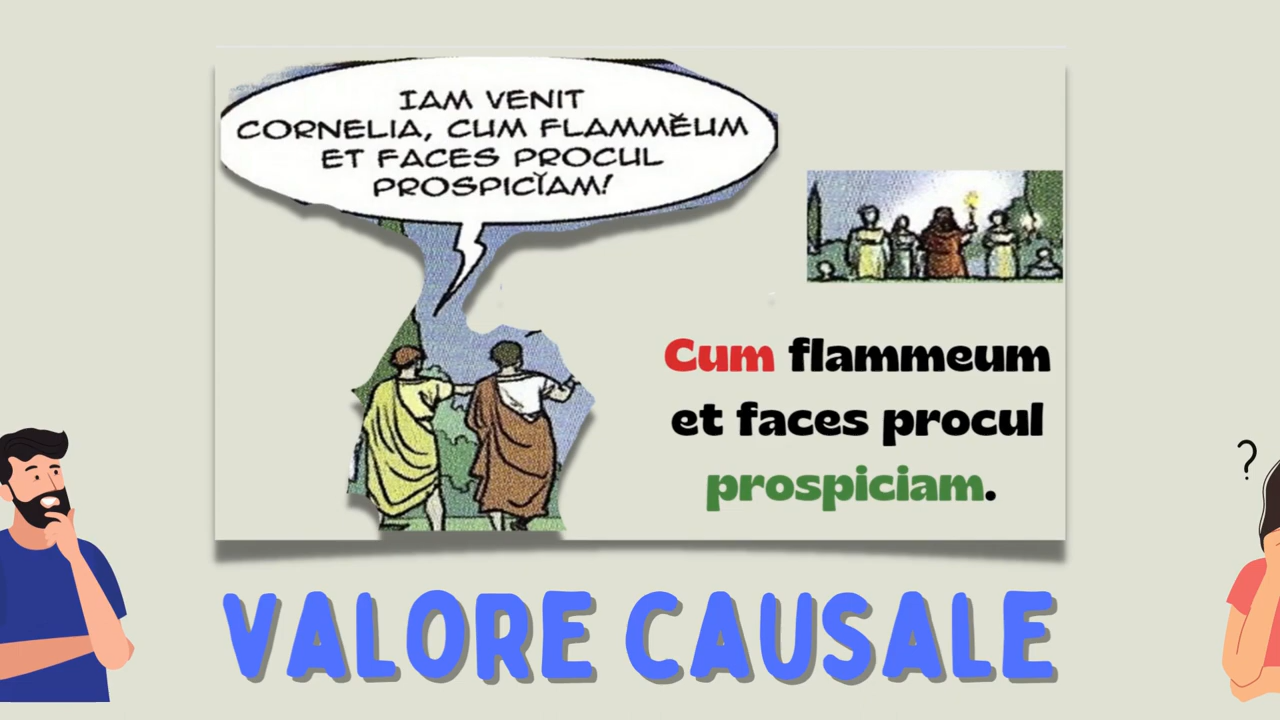 IAM VENIT
CORNELIA, CUM FLAMMĔUM
ET FACES PROCUL
PROSPICĬAM!
Cum flammeum
et faces procul
prospiciam.
?
VALORE CAUSALE